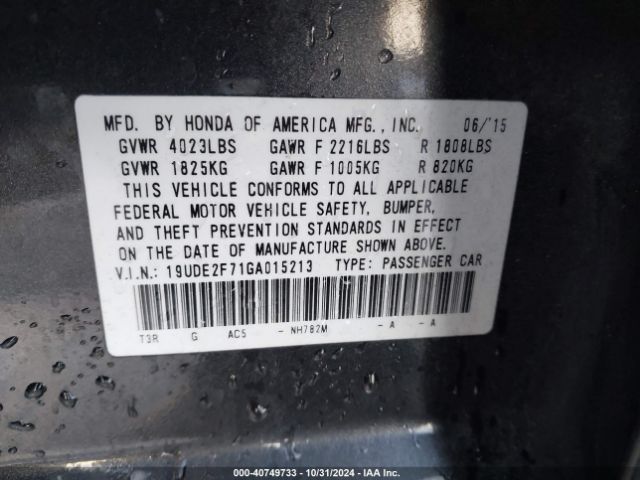 MFD. BY HONDA OF AMERICA MFG., INC. 06/'15
GVWR 4023LBS GAWR F 2216LBS R 1808LBS
GVWR 1825KG GAWR F 1005KG R 820KG
THIS VEHICLE CONFORMS TO ALL APPLICABLE
FEDERAL MOTOR VEHICLE SAFETY, BUMPER,
AND THEFT PREVENTION STANDARDS IN EFFECT
ON THE DATE OF MANUFACTURE SHOWN ABOVE.
V.I.N.: 19UDE2F71GA015213 TYPE: PASSENGER CAR
T3R G AC5 - NH782M - A - A
000-40749733 - 10/31/2024 - IAA Inc.